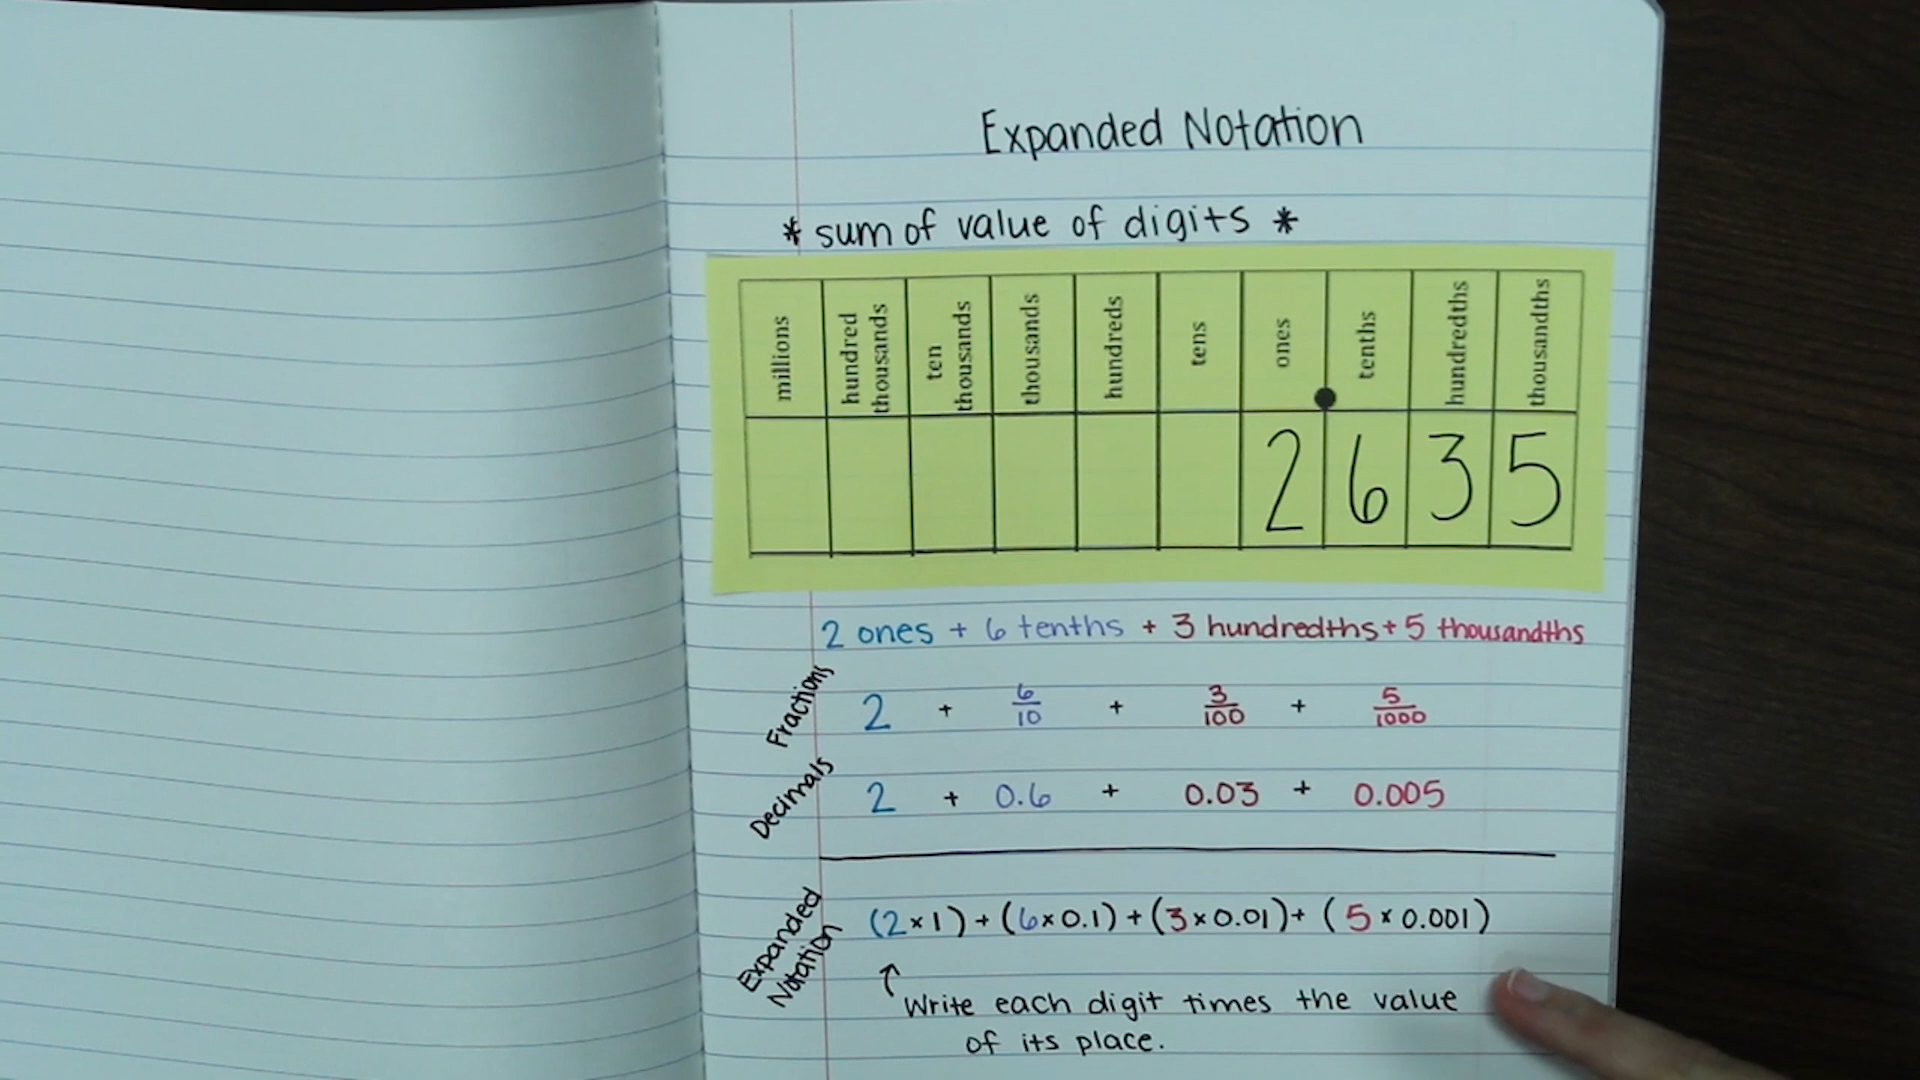 Expanded Notation
* sum of value of digits *
millions
hundred thousands
ten thousands
thousands
hundreds
tens
ones
.
tenths
hundredths
thousandths
2 6 3 5
2 ones + 6 tenths + 3 hundredths + 5 thousandths
Fractions
2 + 6/10 + 3/100 + 5/1000
Decimals
2 + 0.6 + 0.03 + 0.005
Expanded Notation
(2 × 1) + (6 × 0.1) + (3 × 0.01) + (5 × 0.001)
↑
Write each digit times the value
of its place.